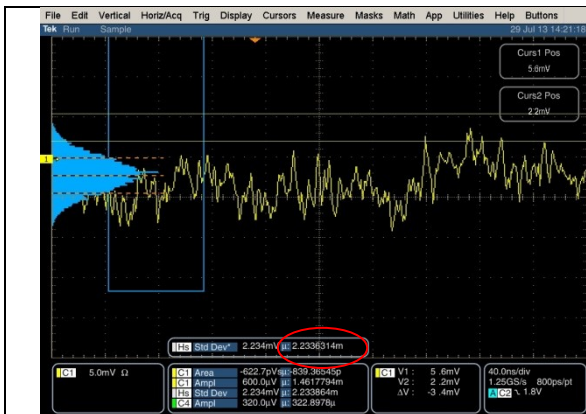 File Edit Vertical Horiz/Acq Trig Display Cursors Measure Masks Math App Utilities Help Buttons
Tek Run Sample 29 Jul 13 14:21:18
Curs1 Pos
5.6mV
Curs2 Pos
2.2mV
1
Hs Std Dev* 2.234mV µ: 2.2336314m
C1 5.0mV Ω
C1 Area -622.7pVs µ: -839.36545p
C1 Ampl 600.0µV µ: 1.4617794m
Hs Std Dev 2.234mV µ: 2.233864m
C4 Ampl 320.0µV µ: 322.8978µ
C1 V1 : 5.6mV
V2 : 2.2mV
ΔV : -3.4mV
40.0ns/div
1.25GS/s 800ps/pt
A C2 ↘ 1.8V